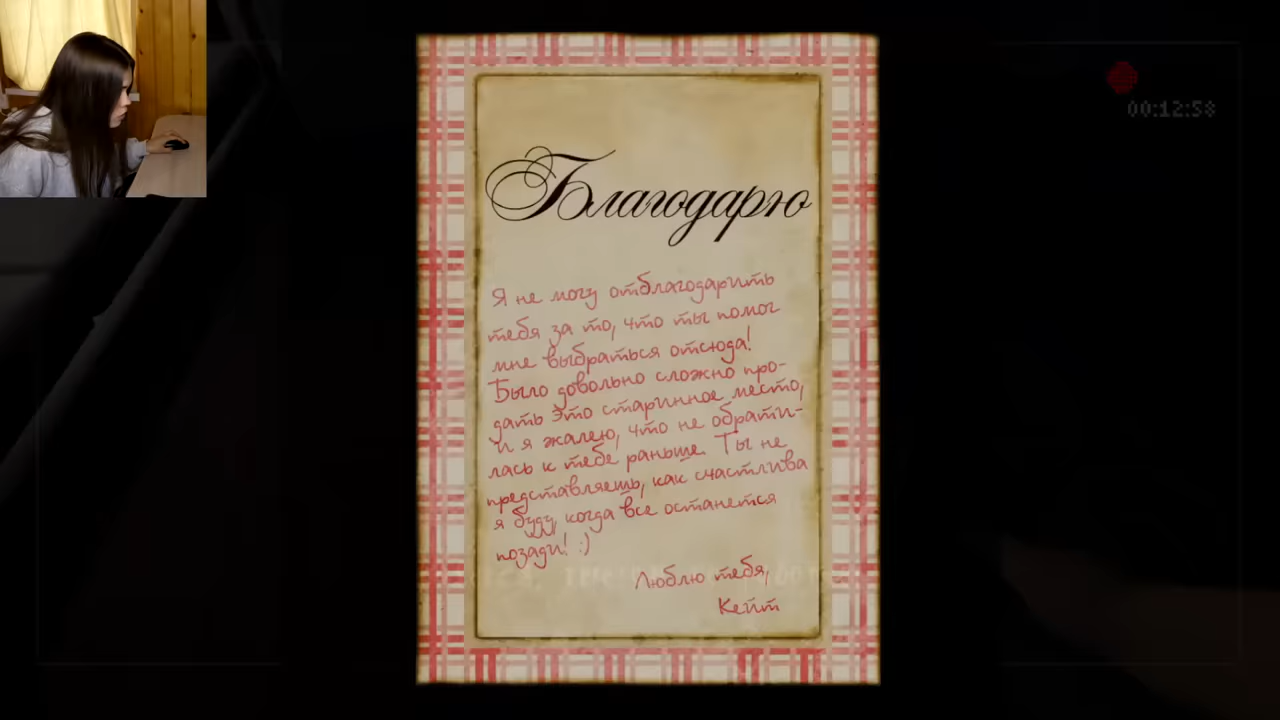 00:12:58
Благодарю
Я не могу отблагодарить
тебя за то, что ты помог
мне выбраться отсюда!
Было довольно сложно про-
дать это старинное место,
и я жалею, что не обрати-
лась к тебе раньше. Ты не
представляешь, как счастлива
я буду, когда все останется
позади! :)
Люблю тебя,
Кейт